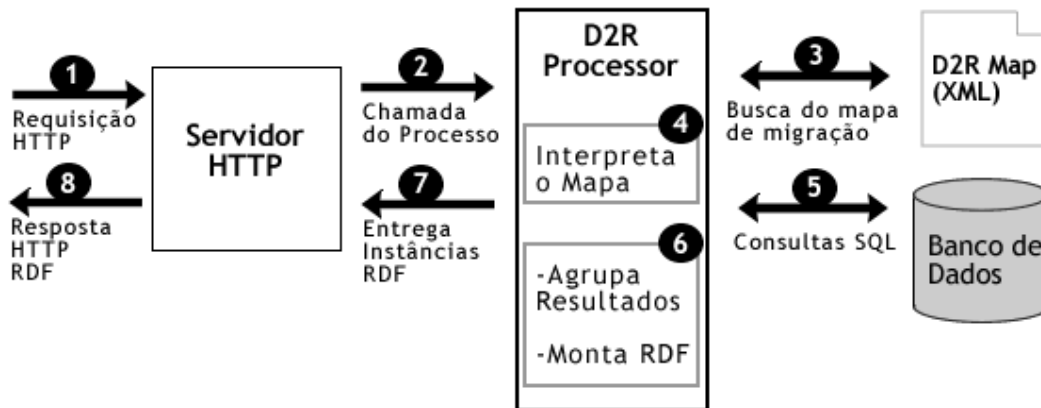 1
Requisição
HTTP
8
Resposta
HTTP
RDF
Servidor
HTTP
2
Chamada
do Processo
7
Entrega
Instâncias
RDF
D2R
Processor
4
Interpreta
o Mapa
6
-Agrupa
Resultados
-Monta RDF
3
Busca do mapa
de migração
5
Consultas SQL
D2R Map
(XML)
Banco de
Dados